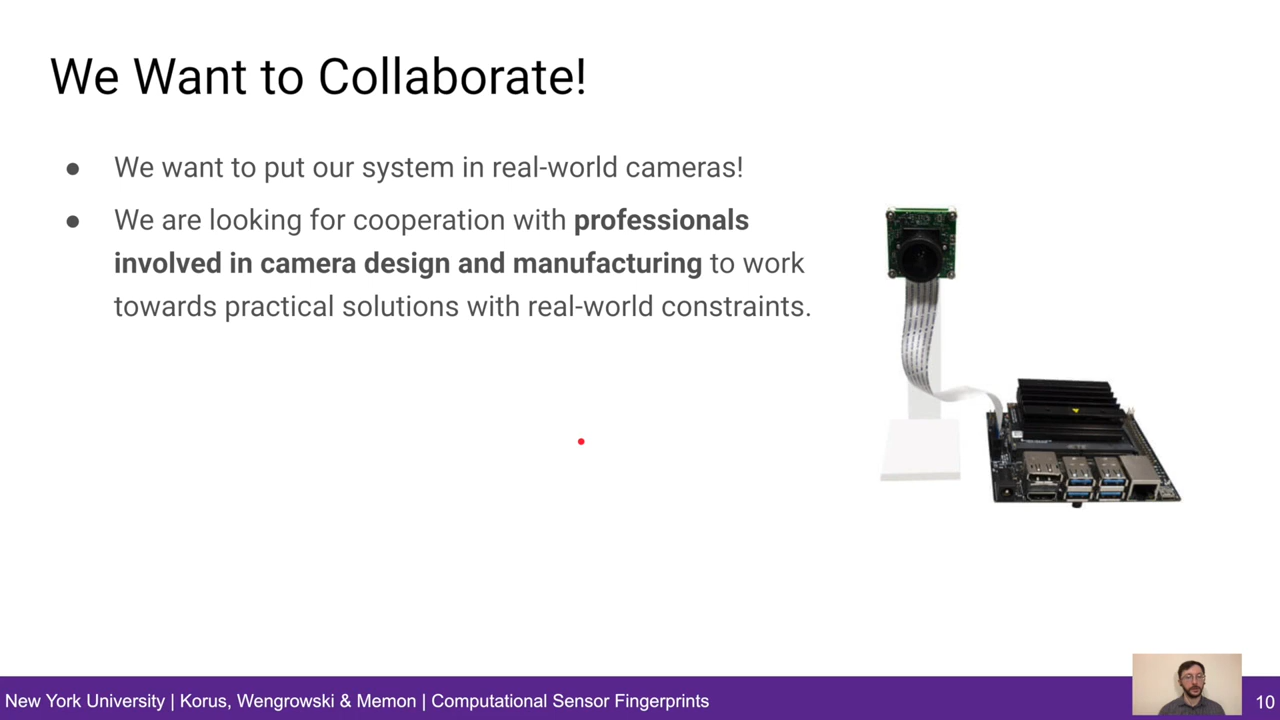 We Want to Collaborate!
● We want to put our system in real-world cameras!
● We are looking for cooperation with professionals
involved in camera design and manufacturing to work
towards practical solutions with real-world constraints.
New York University | Korus, Wengrowski & Memon | Computational Sensor Fingerprints
10